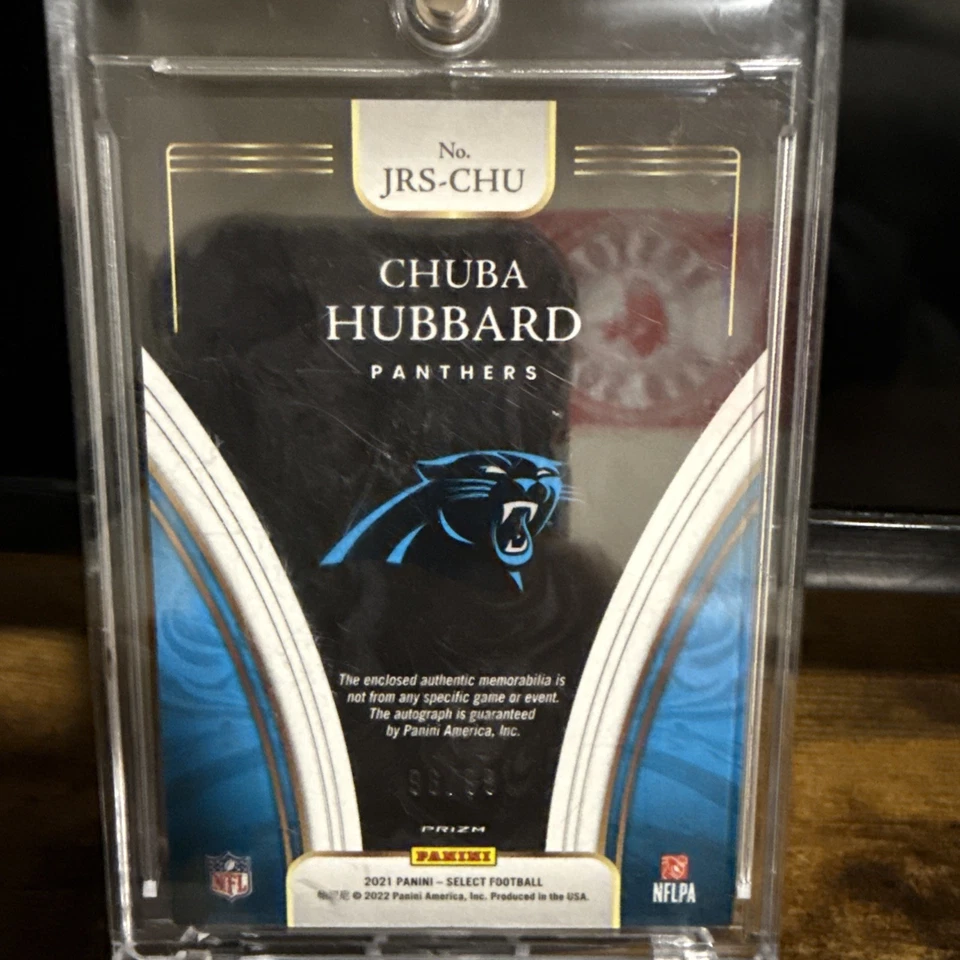 No.
JRS-CHU
CHUBA
HUBBARD
PANTHERS
The enclosed authentic memorabilia is
not from any specific game or event.
The autograph is guaranteed
by Panini America, Inc.
PRIZM
PANINI
NFL
NFLPA
2021 PANINI – SELECT FOOTBALL
© 2022 Panini America, Inc. Produced in the USA.